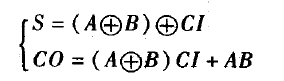 S = (A⊕B)⊕CI
CO = (A⊕B)CI + AB